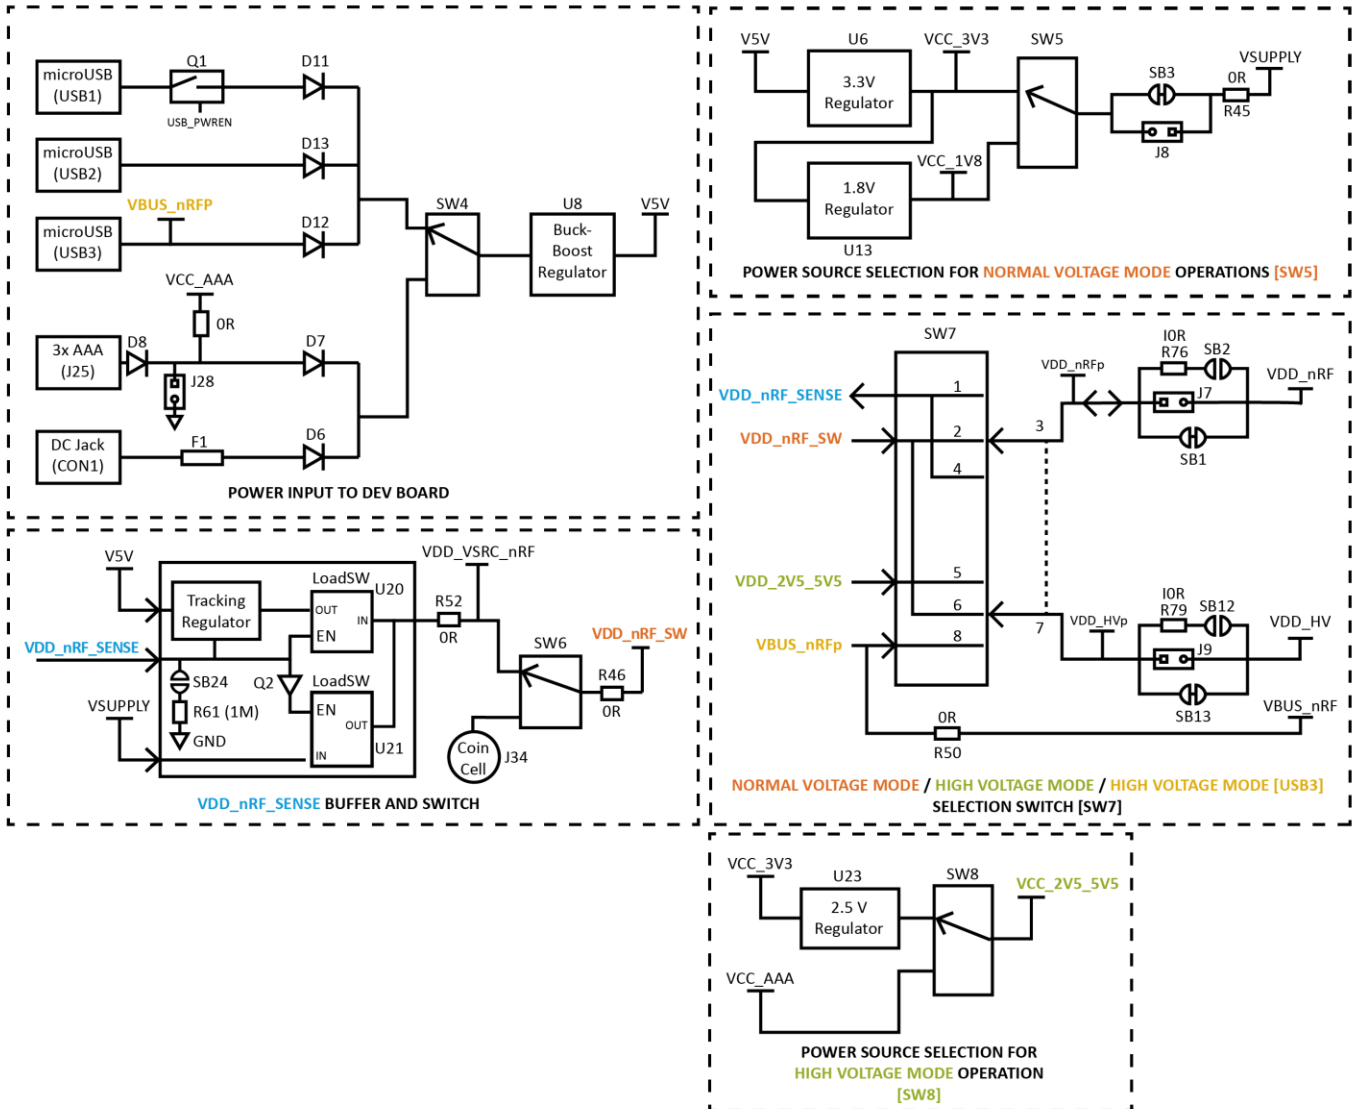 microUSB
(USB1)
Q1
USB_PWREN
D11
microUSB
(USB2)
D13
VBUS_nRFP
microUSB
(USB3)
D12
SW4
U8
Buck-
Boost
Regulator
V5V
VCC_AAA
0R
3x AAA
(J25)
D8
J28
D7
DC Jack
(CON1)
F1
D6
POWER INPUT TO DEV BOARD
V5V
U6
3.3V
Regulator
VCC_3V3
SW5
SB3
J8
0R
R45
VSUPPLY
1.8V
Regulator
U13
VCC_1V8
POWER SOURCE SELECTION FOR NORMAL VOLTAGE MODE OPERATIONS [SW5]
V5V
Tracking
Regulator
LoadSW
U20
OUT
IN
EN
VDD_nRF_SENSE
SB24
R61 (1M)
GND
Q2
LoadSW
EN
OUT
IN
U21
VSUPPLY
R52
0R
VDD_VSRC_nRF
SW6
VDD_nRF_SW
R46
0R
Coin
Cell
J34
VDD_nRF_SENSE BUFFER AND SWITCH
SW7
VDD_nRF_SENSE
1
VDD_nRF_SW
2
3
4
VDD_2V5_5V5
5
6
7
VBUS_nRFp
8
VDD_nRFp
I0R
R76
SB2
J7
SB1
VDD_nRF
VDD_HVp
I0R
R79
SB12
J9
SB13
VDD_HV
0R
R50
VBUS_nRF
NORMAL VOLTAGE MODE / HIGH VOLTAGE MODE / HIGH VOLTAGE MODE [USB3]
SELECTION SWITCH [SW7]
VCC_3V3
U23
2.5 V
Regulator
SW8
VCC_2V5_5V5
VCC_AAA
POWER SOURCE SELECTION FOR
HIGH VOLTAGE MODE OPERATION
[SW8]